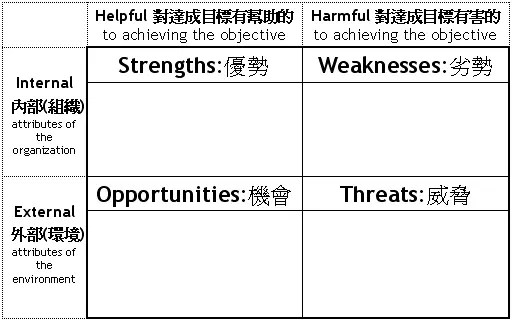 Helpful 對達成目標有幫助的
to achieving the objective
Harmful 對達成目標有害的
to achieving the objective
Internal
內部(組織)
attributes of
the
organization
Strengths:優勢
Weaknesses:劣勢
External
外部(環境)
attributes of
the
environment
Opportunities:機會
Threats:威脅